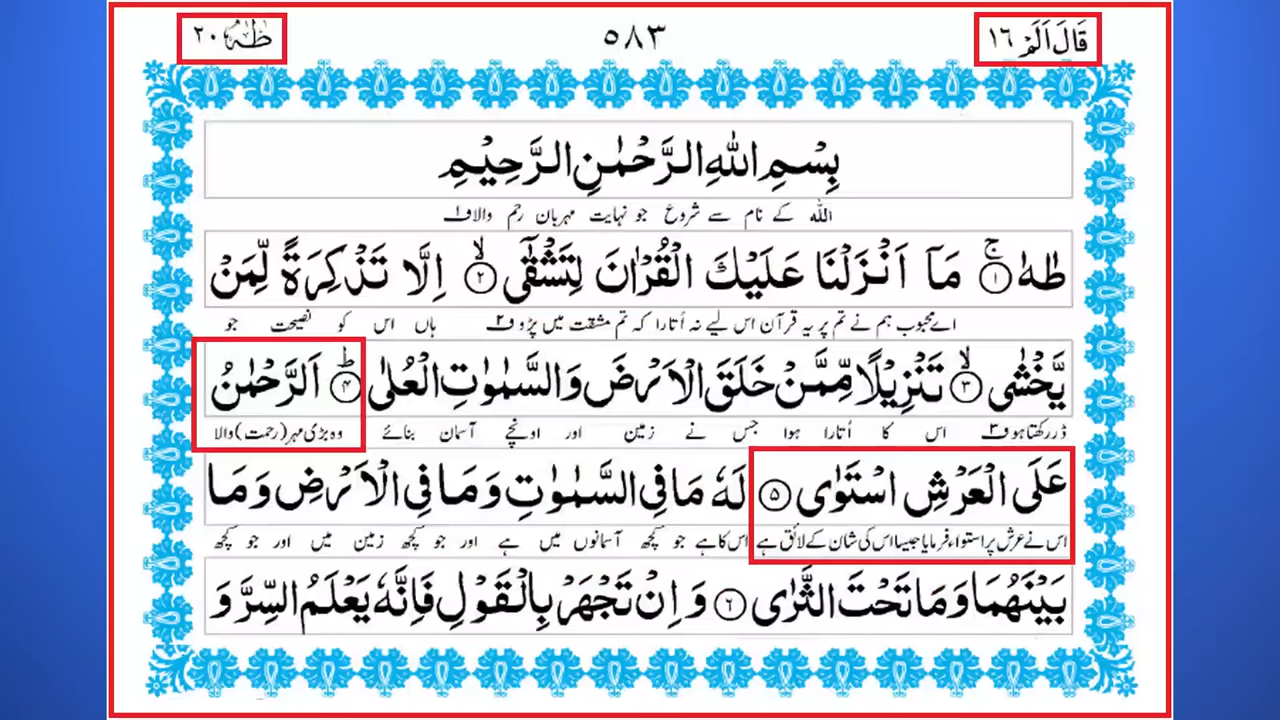 قَالَ اَلَمْ ١٦
٥٨٣
طٰهٰ ٢٠
بِسْمِ اللّٰهِ الرَّحْمٰنِ الرَّحِيْمِ
اللہ کے نام سے شروع جو نہایت مہربان رحم والا ف١
طٰهٰ ۚ﴿١﴾ مَآ اَنْزَلْنَا عَلَيْكَ الْقُرْاٰنَ لِتَشْقٰٓى ۙ﴿٢﴾ اِلَّا تَذْكِرَةً لِّمَنْ
اے محبوب ہم نے تم پر یہ قرآن اس لیے نہ اُتارا کہ تم مشقت میں پڑو ف٢ ہاں اس کو نصیحت جو
يَّخْشٰى ۙ﴿٣﴾ تَنْزِيْلًا مِّمَّنْ خَلَقَ الْاَرْضَ وَالسَّمٰوٰتِ الْعُلٰى ؕ﴿٤﴾ اَلرَّحْمٰنُ
ڈر رکھتا ہو ف٣ اس کا اُتارا ہوا جس نے زمین اور اونچے آسمان بنائے وہ بڑی مہر (رحمت) والا
عَلَى الْعَرْشِ اسْتَوٰى ﴿٥﴾ لَهٗ مَا فِى السَّمٰوٰتِ وَمَا فِى الْاَرْضِ وَمَا
اس نے عرش پر استواء فرمایا جیسا اس کی شان کے لائق ہے اس کا ہے جو کچھ آسمانوں میں ہے اور جو کچھ زمین میں اور جو کچھ
بَيْنَهُمَا وَمَا تَحْتَ الثَّرٰى ﴿٦﴾ وَاِنْ تَجْهَرْ بِالْقَوْلِ فَاِنَّهٗ يَعْلَمُ السِّرَّ وَ